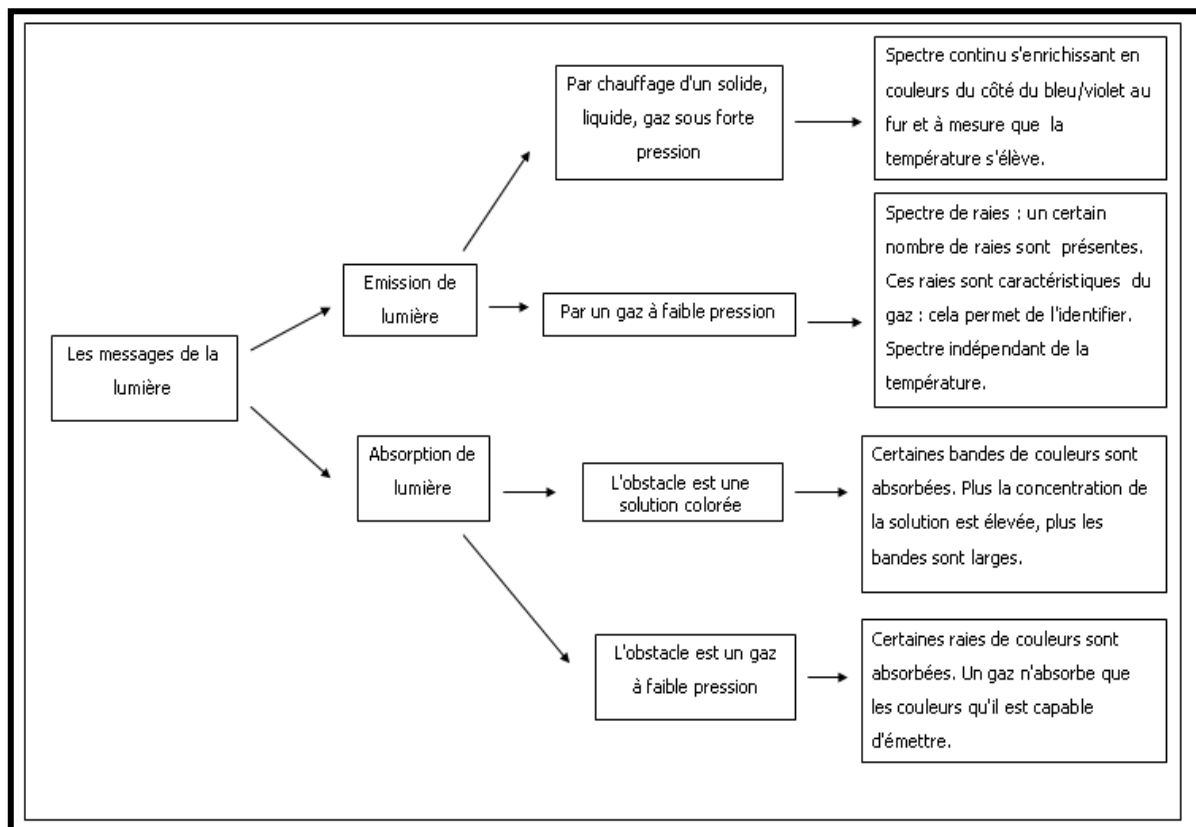 Les messages de la
lumière
Emission de
lumière
Par chauffage d'un solide,
liquide, gaz sous forte
pression
Spectre continu s'enrichissant en
couleurs du côté du bleu/violet au
fur et à mesure que la
température s'élève.
Par un gaz à faible pression
Spectre de raies : un certain
nombre de raies sont présentes.
Ces raies sont caractéristiques du
gaz : cela permet de l'identifier.
Spectre indépendant de la
température.
Absorption de
lumière
L'obstacle est une
solution colorée
Certaines bandes de couleurs sont
absorbées. Plus la concentration de
la solution est élevée, plus les
bandes sont larges.
L'obstacle est un gaz
à faible pression
Certaines raies de couleurs sont
absorbées. Un gaz n'absorbe que
les couleurs qu'il est capable
d'émettre.